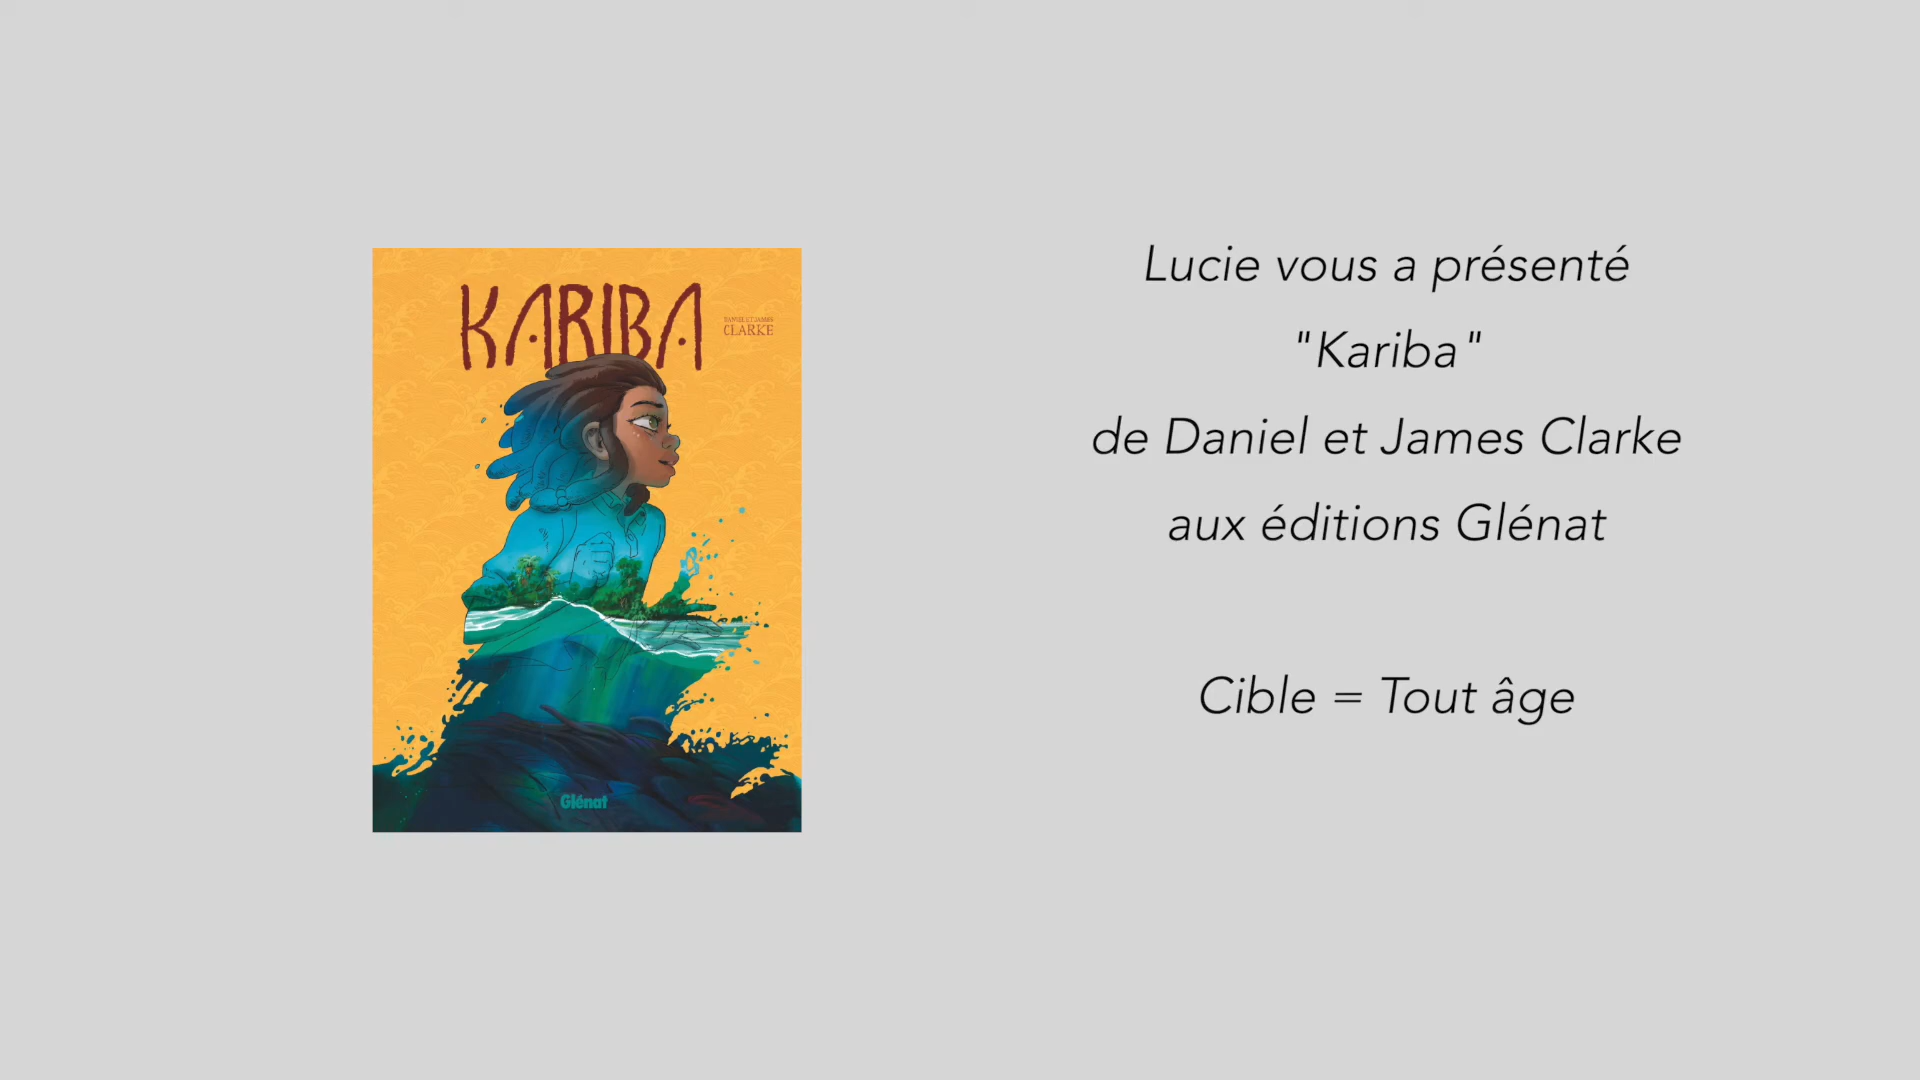 KARIBA
DANIEL ET JAMES
CLARKE
Glénat
Lucie vous a présenté
"Kariba"
de Daniel et James Clarke
aux éditions Glénat
Cible = Tout âge